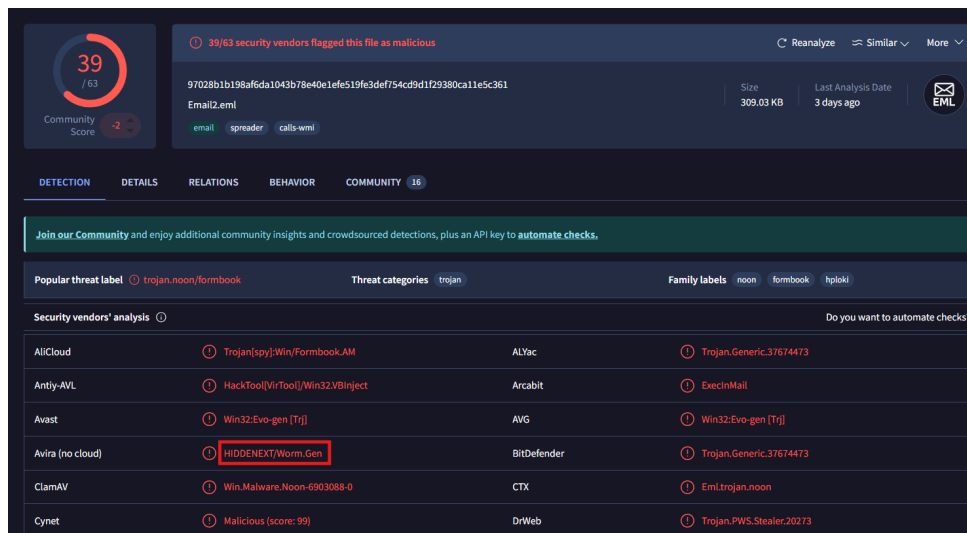 39
/ 63
Community Score
-2
39/63 security vendors flagged this file as malicious
Reanalyze
Similar
More
97028b1b198af6da1043b78e40e1efe519fe3def754cd9d1f29380ca11e5c361
Email2.eml
email spreader calls-wmi
Size
309.03 KB
Last Analysis Date
3 days ago
EML
DETECTION DETAILS RELATIONS BEHAVIOR COMMUNITY 16
Join our Community and enjoy additional community insights and crowdsourced detections, plus an API key to automate checks.
Popular threat label trojan.noon/formbook Threat categories trojan Family labels noon formbook hploki
Security vendors' analysis Do you want to automate checks?
AliCloud Trojan[spy]:Win/Formbook.AM ALYac Trojan.Generic.37674473
Antiy-AVL HackTool[VirTool]/Win32.VBInject Arcabit ExecInMail
Avast Win32:Evo-gen [Trj] AVG Win32:Evo-gen [Trj]
Avira (no cloud) HIDDENEXT/Worm.Gen BitDefender Trojan.Generic.37674473
ClamAV Win.Malware.Noon-6903088-0 CTX Eml.trojan.noon
Cynet Malicious (score: 99) DrWeb Trojan.PWS.Stealer.20273